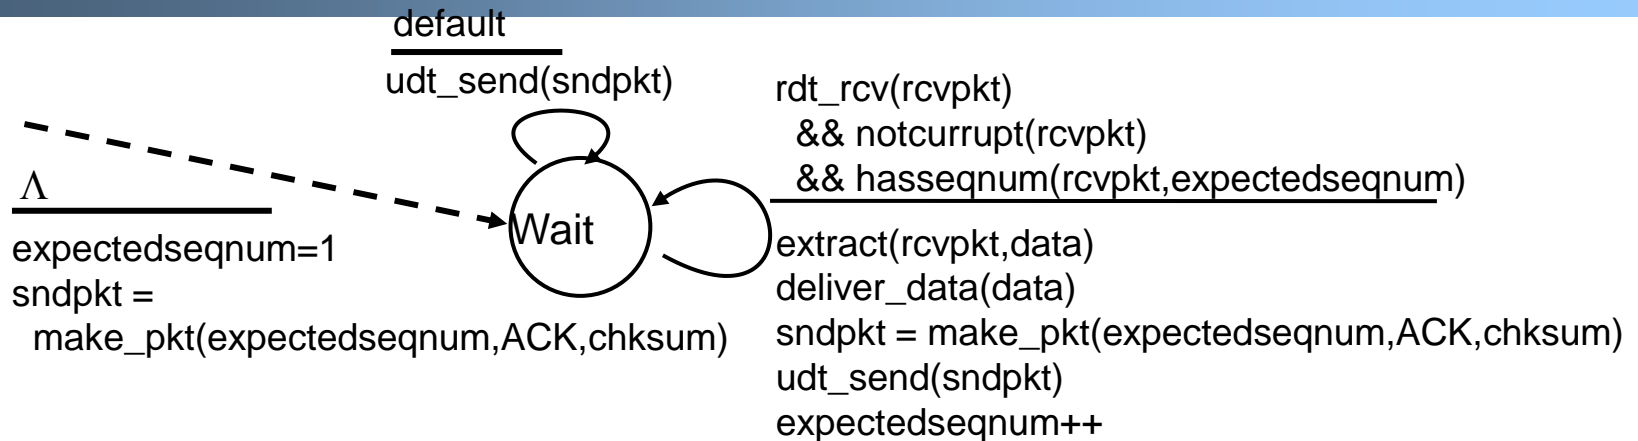 default
udt_send(sndpkt)
rdt_rcv(rcvpkt)
&& notcurrupt(rcvpkt)
&& hasseqnum(rcvpkt,expectedseqnum)
Λ
Wait
expectedseqnum=1
sndpkt =
make_pkt(expectedseqnum,ACK,chksum)
extract(rcvpkt,data)
deliver_data(data)
sndpkt = make_pkt(expectedseqnum,ACK,chksum)
udt_send(sndpkt)
expectedseqnum++